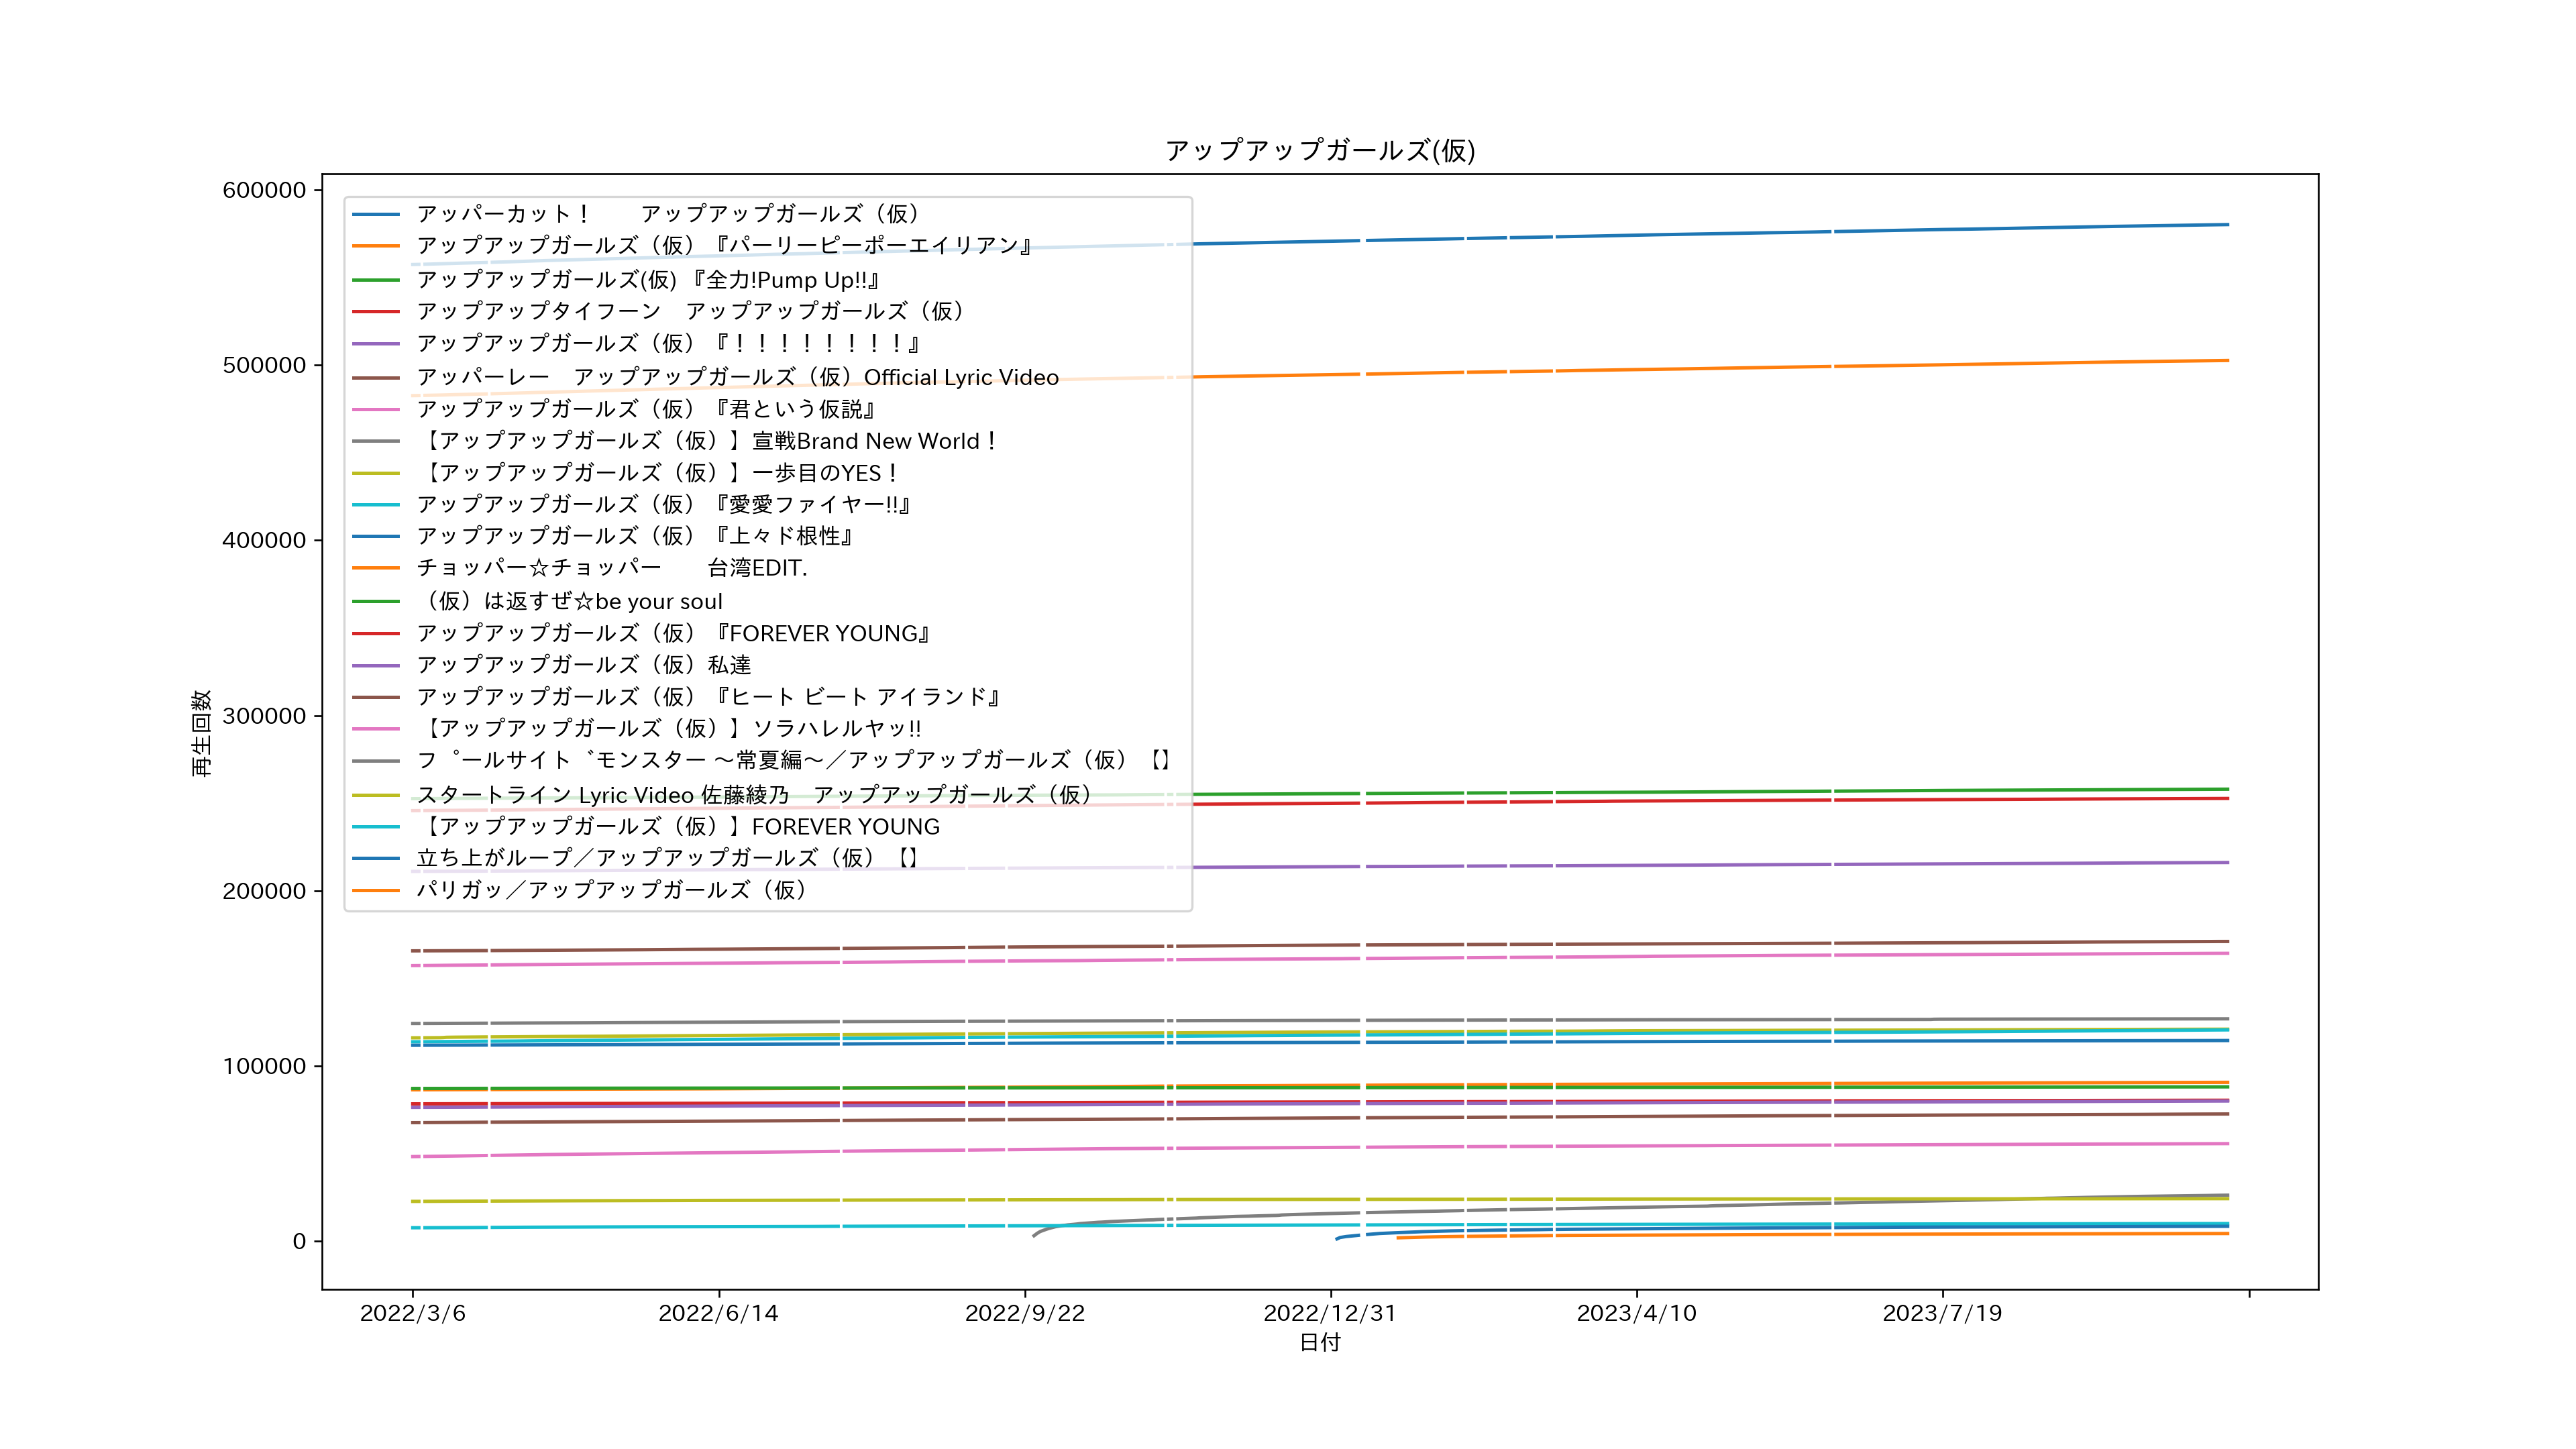 アップアップガールズ(仮)
600000
500000
400000
300000
200000
100000
0
再生回数
アッパーカット！　　アップアップガールズ（仮）
アップアップガールズ（仮）『パーリーピーポーエイリアン』
アップアップガールズ(仮) 『全力!Pump Up!!』
アップアップタイフーン　アップアップガールズ（仮）
アップアップガールズ（仮）『！！！！！！！！』
アッパーレー　アップアップガールズ（仮）Official Lyric Video
アップアップガールズ（仮）『君という仮説』
【アップアップガールズ（仮）】宣戦Brand New World！
【アップアップガールズ（仮）】一歩目のYES！
アップアップガールズ（仮）『愛愛ファイヤー!!』
アップアップガールズ（仮）『上々ド根性』
チョッパー☆チョッパー　　台湾EDIT.
（仮）は返すぜ☆be your soul
アップアップガールズ（仮）『FOREVER YOUNG』
アップアップガールズ（仮）私達
アップアップガールズ（仮）『ヒート ビート アイランド』
【アップアップガールズ（仮）】ソラハレルヤッ!!
フ゜ールサイト゛モンスター 〜常夏編〜／アップアップガールズ（仮）【】
スタートライン Lyric Video 佐藤綾乃　アップアップガールズ（仮）
【アップアップガールズ（仮）】FOREVER YOUNG
立ち上がループ／アップアップガールズ（仮）【】
パリガッ／アップアップガールズ（仮）
2022/3/6
2022/6/14
2022/9/22
2022/12/31
2023/4/10
2023/7/19
日付